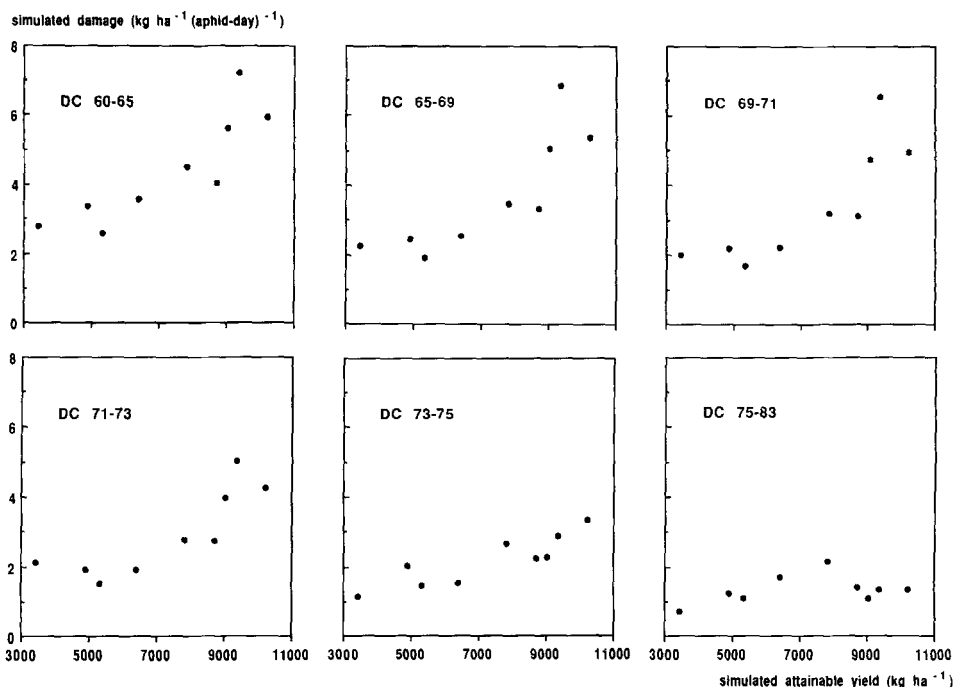 simulated damage (kg ha⁻¹ (aphid-day)⁻¹)
8
6
4
2
0
DC 60-65
DC 65-69
DC 69-71
8
6
4
2
0
DC 71-73
DC 73-75
DC 75-83
3000 5000 7000 9000 11000 3000 5000 7000 9000 11000 3000 5000 7000 9000 11000
simulated attainable yield (kg ha⁻¹)